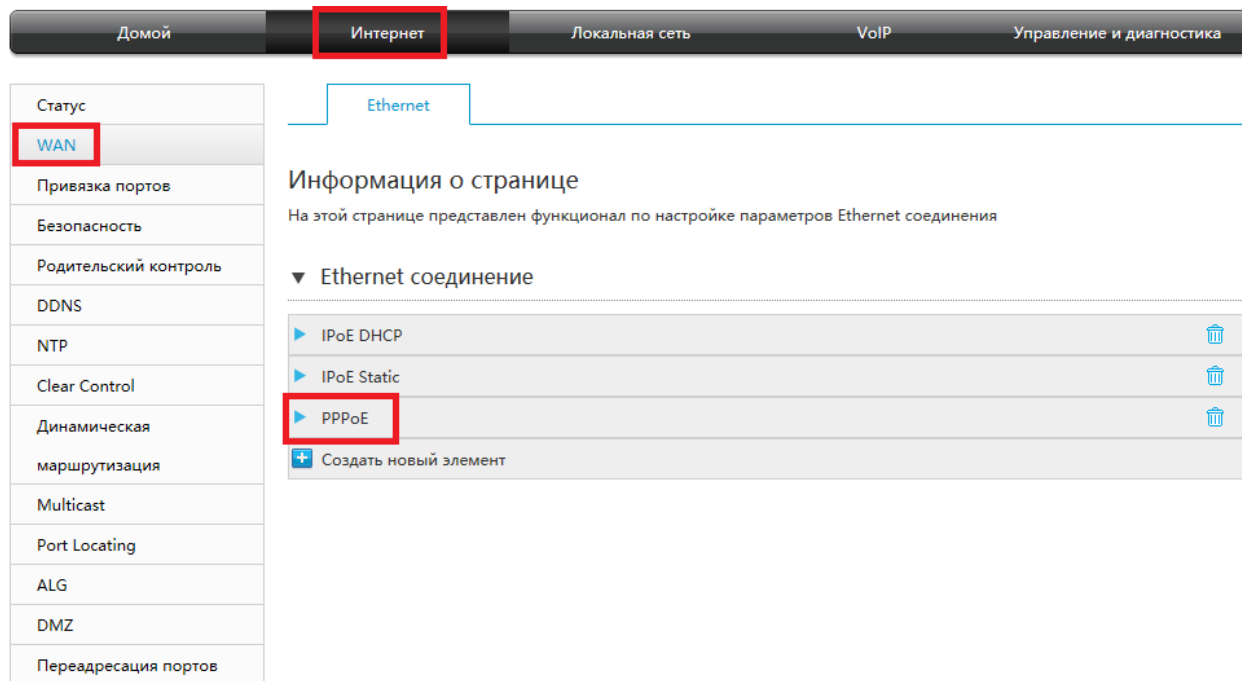 Домой Интернет Локальная сеть VoIP Управление и диагностика
Статус
WAN
Привязка портов
Безопасность
Родительский контроль
DDNS
NTP
Clear Control
Динамическая
маршрутизация
Multicast
Port Locating
ALG
DMZ
Переадресация портов
Ethernet
Информация о странице
На этой странице представлен функционал по настройке параметров Ethernet соединения
Ethernet соединение
IPoE DHCP
IPoE Static
PPPoE
Создать новый элемент